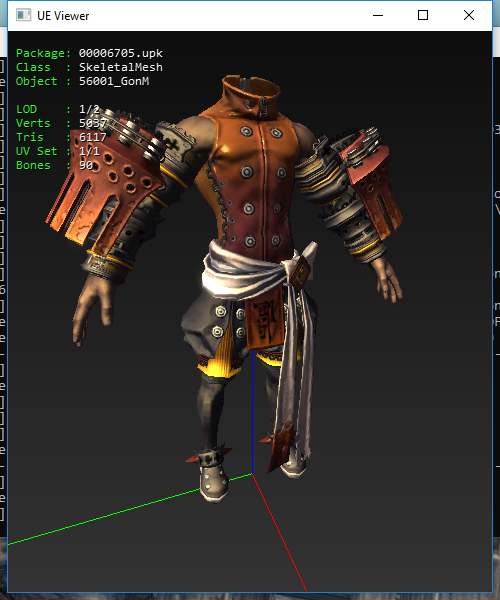 UE Viewer
Package: 00006705.upk
Class : SkeletalMesh
Object : 56001_GonM
LOD : 1/2
Verts : 5037
Tris : 6117
UV Set : 1/1
Bones : 90